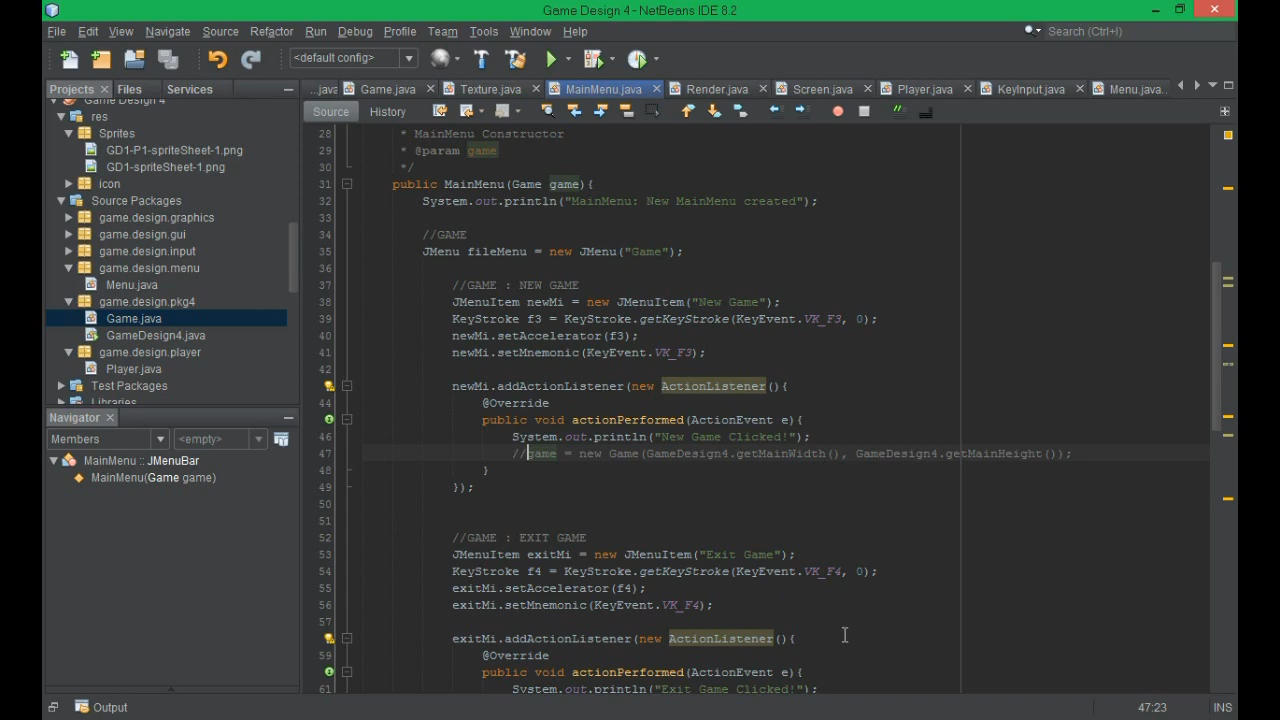 Game Design 4 - NetBeans IDE 8.2
File Edit View Navigate Source Refactor Run Debug Profile Team Tools Window Help
Search (Ctrl+I)
<default config>
Projects Files Services
...java Game.java Texture.java MainMenu.java Render.java Screen.java Player.java KeyInput.java Menu.java...
Source History
Game Design 4
res
Sprites
GD1-P1-spriteSheet-1.png
GD1-spriteSheet-1.png
icon
Source Packages
game.design.graphics
game.design.gui
game.design.input
game.design.menu
Menu.java
game.design.pkg4
Game.java
GameDesign4.java
game.design.player
Player.java
Test Packages
Libraries
Navigator
Members <empty>
MainMenu :: JMenuBar
MainMenu(Game game)
28 * MainMenu Constructor
29 * @param game
30 */
31 public MainMenu(Game game){
32 System.out.println("MainMenu: New MainMenu created");
33
34 //GAME
35 JMenu fileMenu = new JMenu("Game");
36
37 //GAME : NEW GAME
38 JMenuItem newMi = new JMenuItem("New Game");
39 KeyStroke f3 = KeyStroke.getKeyStroke(KeyEvent.VK_F3, 0);
40 newMi.setAccelerator(f3);
41 newMi.setMnemonic(KeyEvent.VK_F3);
42
newMi.addActionListener(new ActionListener(){
44 @Override
public void actionPerformed(ActionEvent e){
46 System.out.println("New Game Clicked!");
47 //game = new Game(GameDesign4.getMainWidth(), GameDesign4.getMainHeight());
48 }
49 });
50
51
52 //GAME : EXIT GAME
53 JMenuItem exitMi = new JMenuItem("Exit Game");
54 KeyStroke f4 = KeyStroke.getKeyStroke(KeyEvent.VK_F4, 0);
55 exitMi.setAccelerator(f4);
56 exitMi.setMnemonic(KeyEvent.VK_F4);
57
exitMi.addActionListener(new ActionListener(){
59 @Override
public void actionPerformed(ActionEvent e){
61 System.out.println("Exit Game Clicked!");
Output
47:23 INS